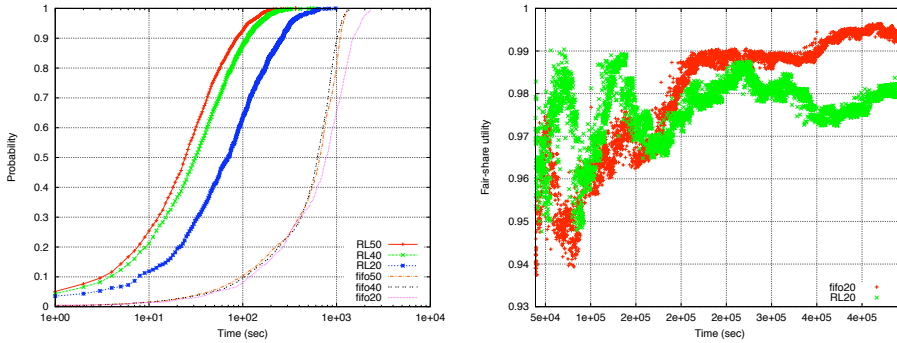 1
0.9
0.8
0.7
0.6
0.5
0.4
0.3
0.2
0.1
0
Probability
1e+00 1e+01 1e+02 1e+03 1e+04
Time (sec)
RL50
RL40
RL20
fifo50
fifo40
fifo20
1
0.99
0.98
0.97
0.96
0.95
0.94
0.93
Fair-share utility
5e+04 1e+05 2e+05 2e+05 2e+05 3e+05 4e+05 4e+05
Time (sec)
fifo20
RL20